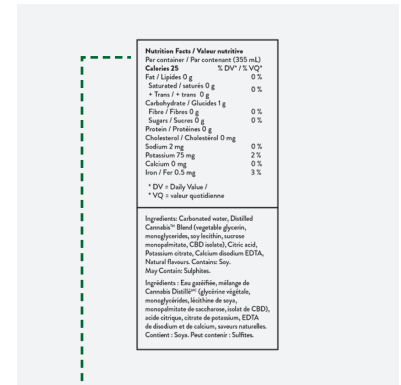 Nutrition Facts / Valeur nutritive
Per container / Par contenant (355 mL)
Calories 25 % DV* / % VQ*
Fat / Lipides 0 g 0 %
Saturated / saturés 0 g
+ Trans / + trans 0 g 0 %
Carbohydrate / Glucides 1 g
Fibre / Fibres 0 g 0 %
Sugars / Sucres 0 g 0 %
Protein / Protéines 0 g
Cholesterol / Cholestérol 0 mg
Sodium 2 mg 0 %
Potassium 75 mg 2 %
Calcium 0 mg 0 %
Iron / Fer 0.5 mg 3 %
* DV = Daily Value /
* VQ = valeur quotidienne
Ingredients: Carbonated water, Distilled
Cannabis™ Blend (vegetable glycerin,
monoglycerides, soy lecithin, sucrose
monopalmitate, CBD isolate), Citric acid,
Potassium citrate, Calcium disodium EDTA,
Natural flavours. Contains: Soy.
May Contain: Sulphites.
Ingrédients : Eau gazéifiée, mélange de
Cannabis Distilléᵐᶜ (glycérine végétale,
monoglycérides, lécithine de soya,
monopalmitate de saccharose, isolat de CBD),
acide citrique, citrate de potassium, EDTA
de disodium et de calcium, saveurs naturelles.
Contient : Soya. Peut contenir : Sulfites.